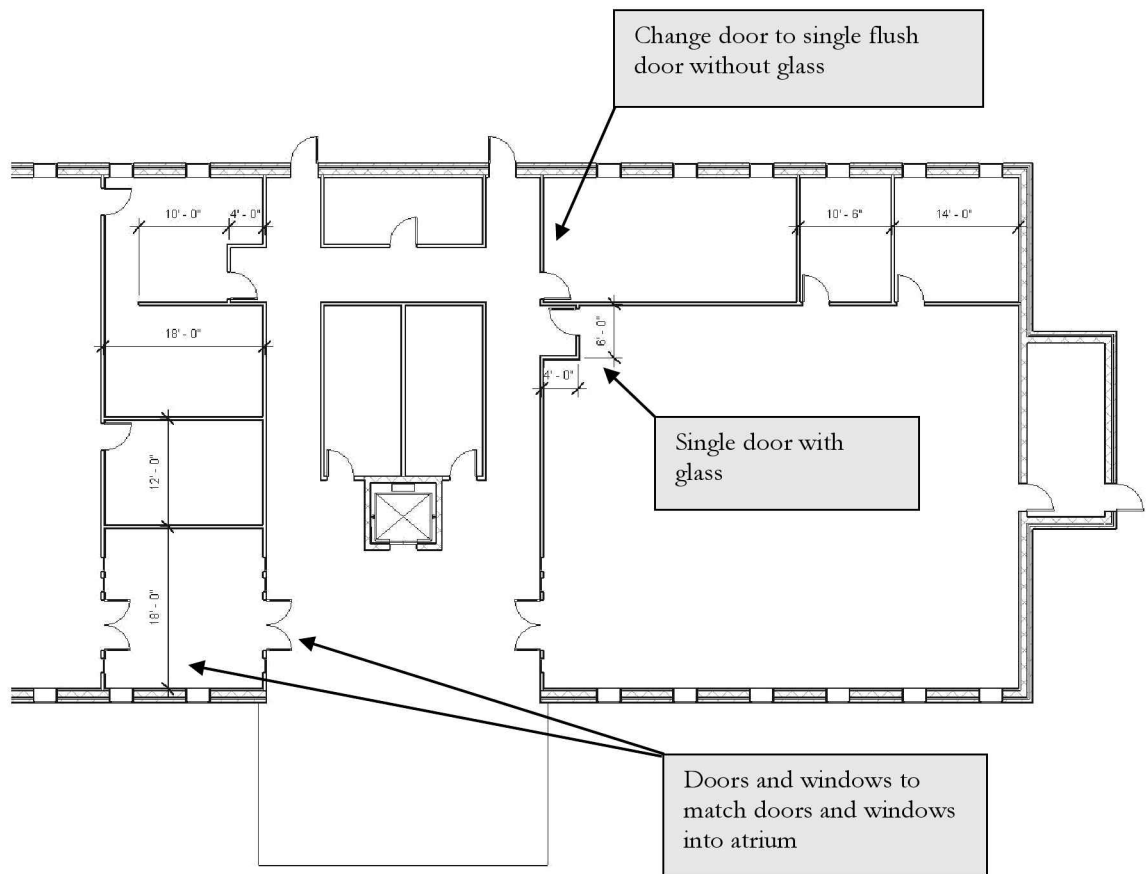 Change door to single flush
door without glass
10' - 0"
4' - 0"
10' - 6"
14' - 0"
18' - 0"
6' - 0"
4' - 0"
Single door with
glass
12' - 0"
18' - 0"
Doors and windows to
match doors and windows
into atrium